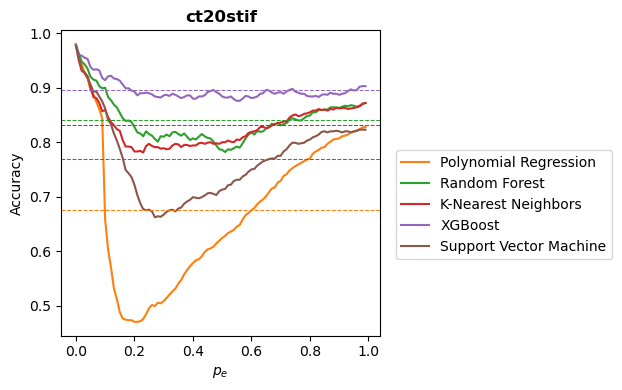 ct20stif
1.0
0.9
0.8
0.7
0.6
0.5
Accuracy
0.0 0.2 0.4 0.6 0.8 1.0
pₑ
Polynomial Regression
Random Forest
K-Nearest Neighbors
XGBoost
Support Vector Machine